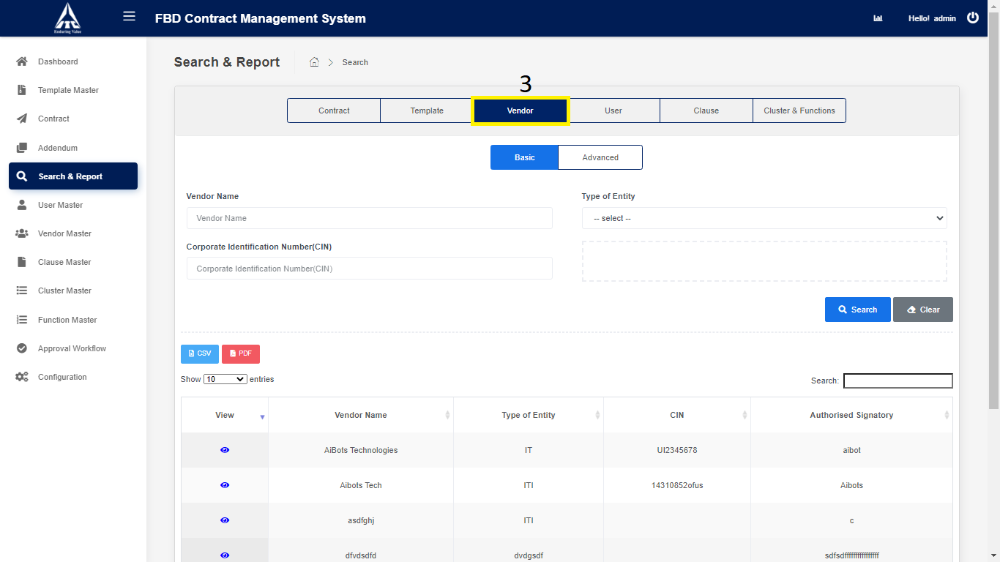 ITC
Enduring Value
FBD Contract Management System
Hello! admin
Dashboard
Template Master
Contract
Addendum
Search & Report
User Master
Vendor Master
Clause Master
Cluster Master
Function Master
Approval Workflow
Configuration
Search & Report
Search
3
Contract Template Vendor User Clause Cluster & Functions
Basic Advanced
Vendor Name Type of Entity
Vendor Name -- select --
Corporate Identification Number(CIN)
Corporate Identification Number(CIN)
Search Clear
CSV PDF
Show 10 entries Search:
View Vendor Name Type of Entity CIN Authorised Signatory
AiBots Technologies IT UI2345678 aibot
Aibots Tech ITI 14310852ofus Aibots
asdfghj ITI c
dfvdsdfd dvdgsdf